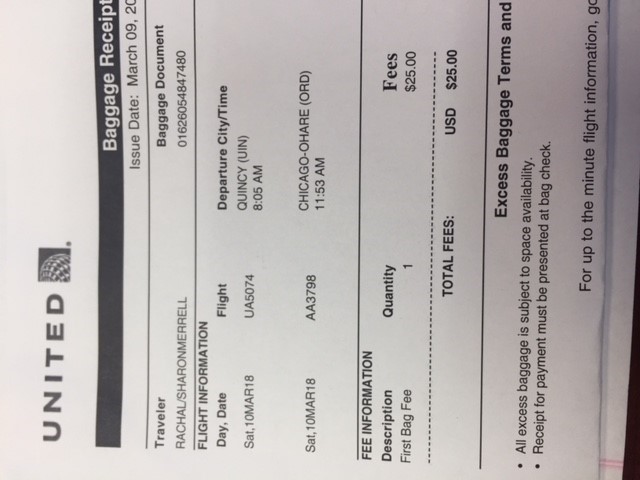 UNITED
Baggage Receipt
Issue Date: March 09, 20
Traveler Baggage Document
RACHAL/SHARONMERRELL 01626054847480
FLIGHT INFORMATION
Day, Date Flight Departure City/Time
Sat,10MAR18 UA5074 QUINCY (UIN)
8:05 AM
Sat,10MAR18 AA3798 CHICAGO-OHARE (ORD)
11:53 AM
FEE INFORMATION
Description Quantity Fees
First Bag Fee 1 $25.00
TOTAL FEES: USD $25.00
Excess Baggage Terms and
• All excess baggage is subject to space availability.
• Receipt for payment must be presented at bag check.
For up to the minute flight information, go